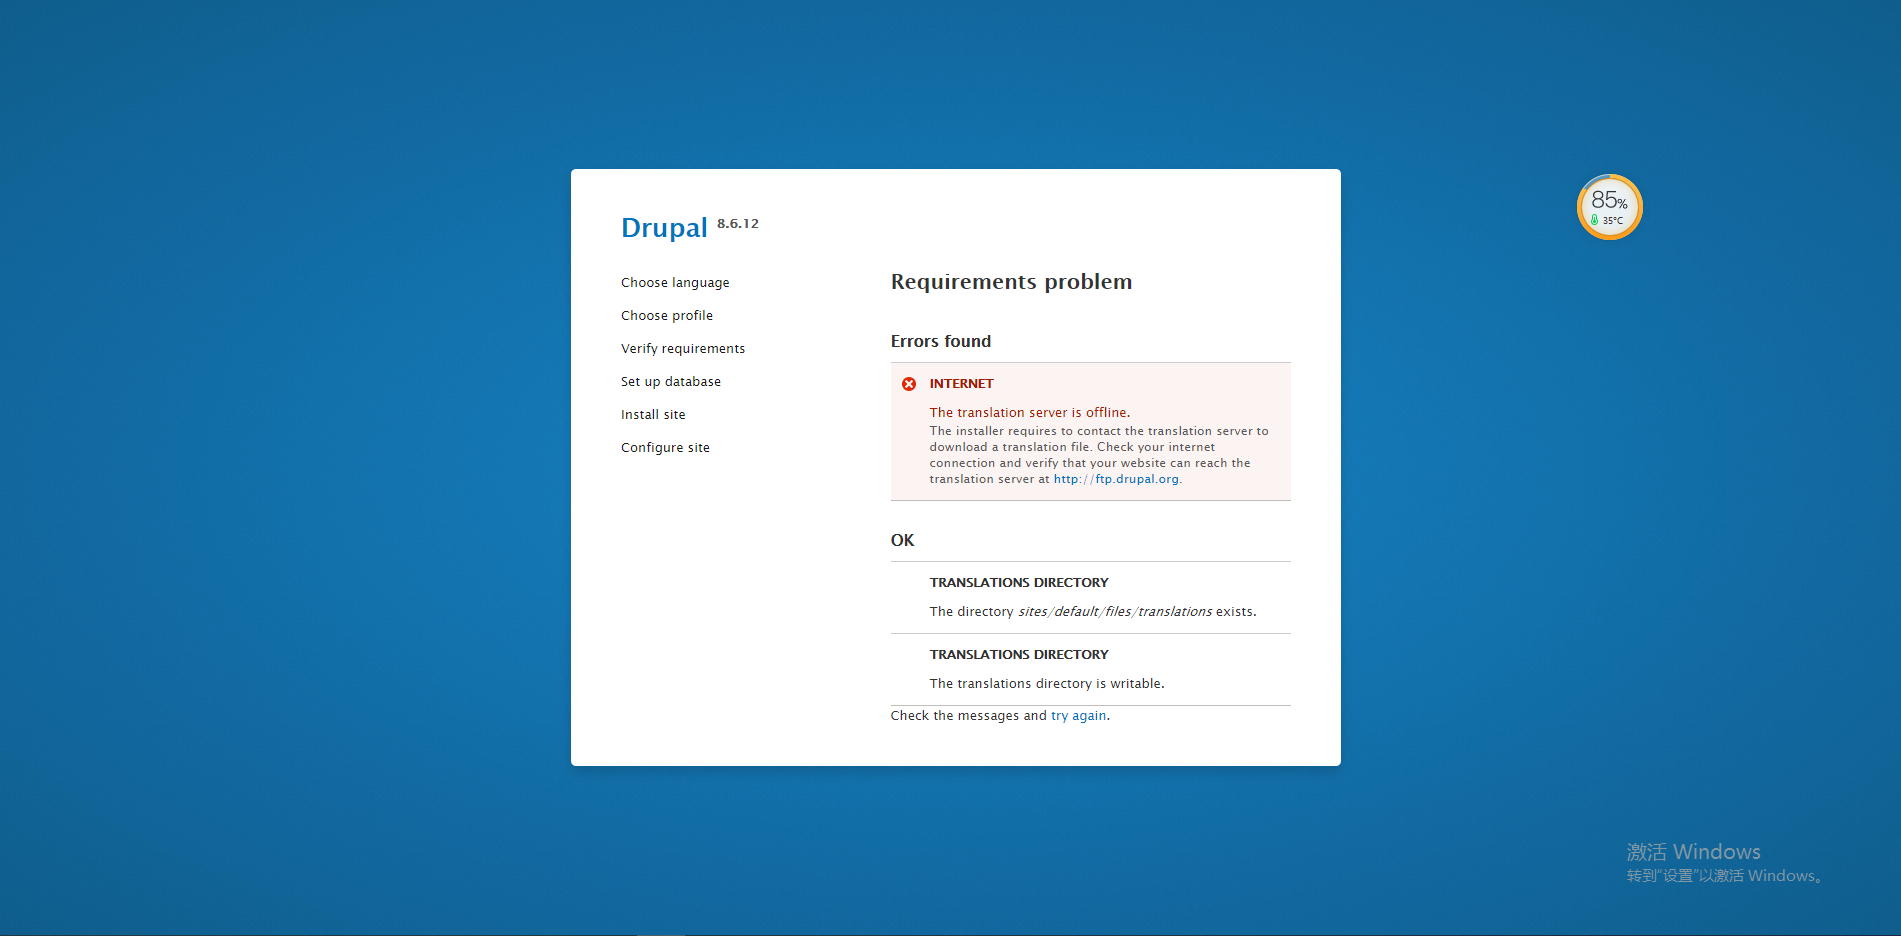 Drupal 8.6.12
Choose language
Choose profile
Verify requirements
Set up database
Install site
Configure site
Requirements problem
Errors found
INTERNET
The translation server is offline.
The installer requires to contact the translation server to
download a translation file. Check your internet
connection and verify that your website can reach the
translation server at http://ftp.drupal.org.
OK
TRANSLATIONS DIRECTORY
The directory sites/default/files/translations exists.
TRANSLATIONS DIRECTORY
The translations directory is writable.
Check the messages and try again.
85%
35°C
激活 Windows
转到“设置”以激活 Windows。